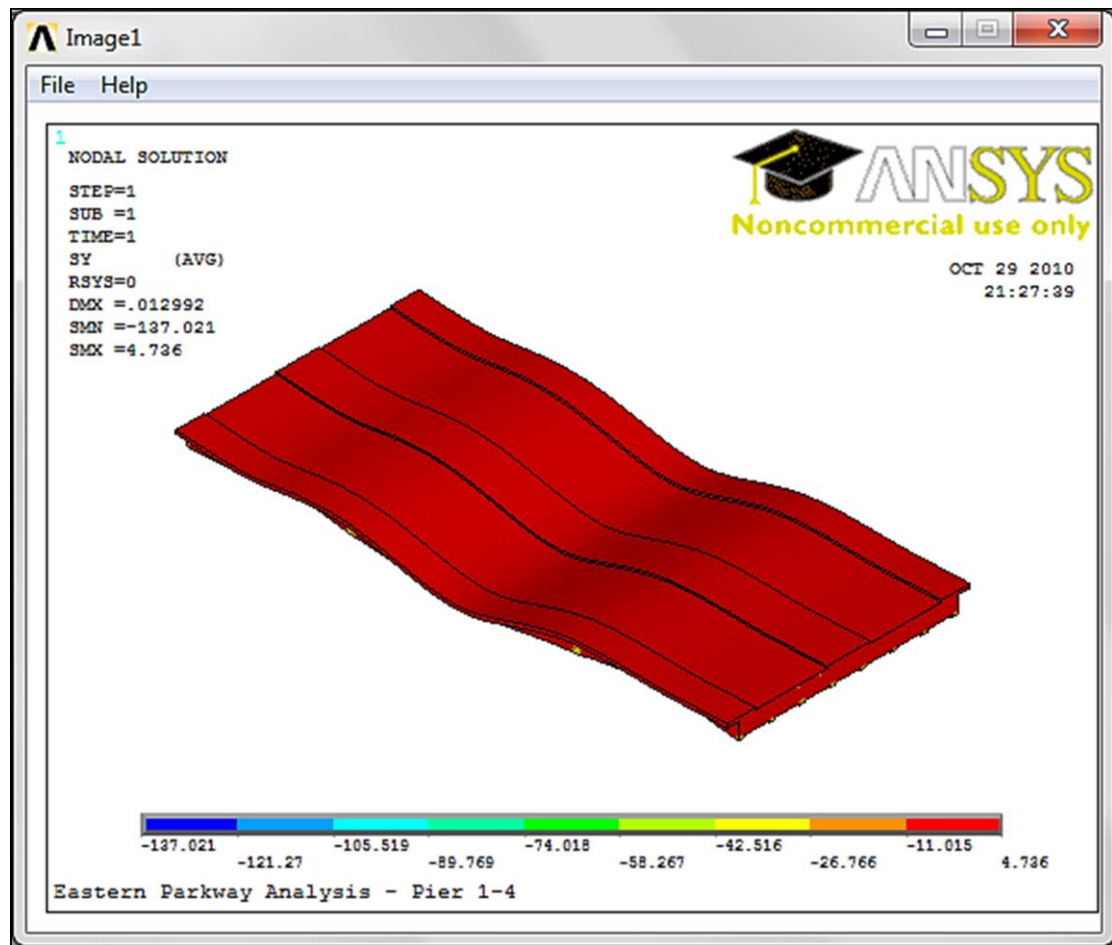 Image1
File Help
1
NODAL SOLUTION
STEP=1
SUB =1
TIME=1
SY (AVG)
RSYS=0
DMX =.012992
SMN =-137.021
SMX =4.736
ANSYS
Noncommercial use only
OCT 29 2010
21:27:39
-137.021 -105.519 -74.018 -42.516 -11.015
-121.27 -89.769 -58.267 -26.766 4.736
Eastern Parkway Analysis - Pier 1-4